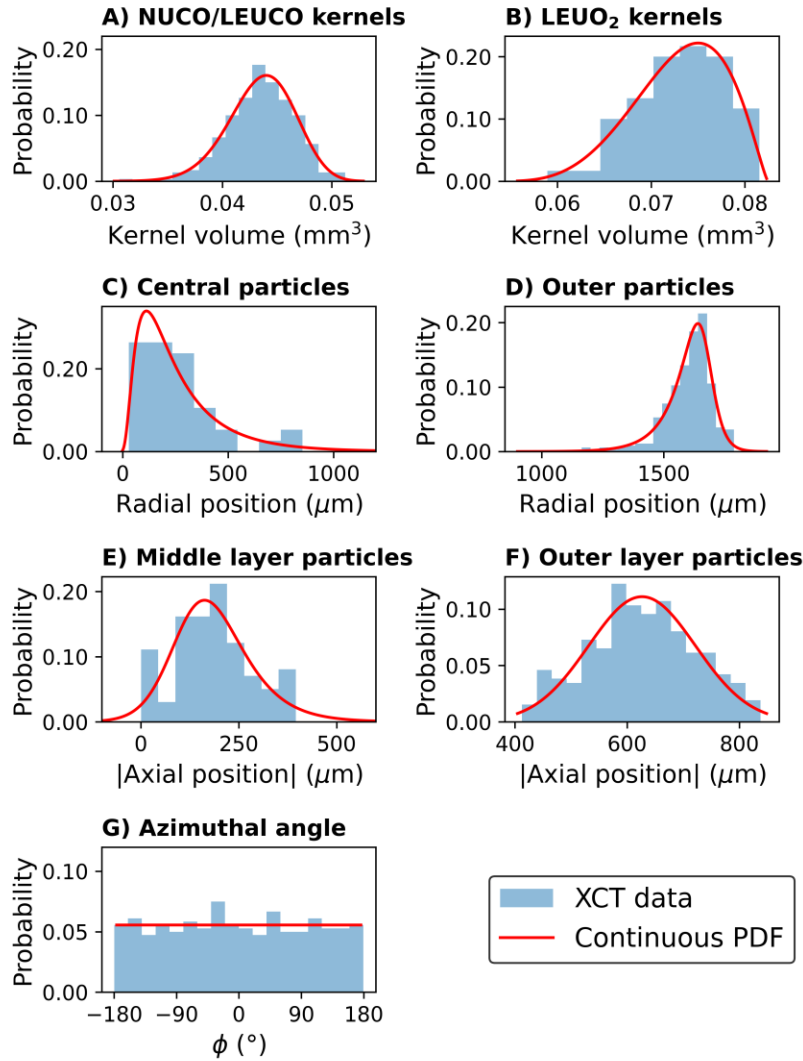 A) NUCO/LEUCO kernels
Probability
0.20
0.10
0.00
0.03 0.04 0.05
Kernel volume (mm³)
B) LEUO₂ kernels
Probability
0.20
0.10
0.00
0.06 0.07 0.08
Kernel volume (mm³)
C) Central particles
Probability
0.20
0.00
0 500 1000
Radial position (μm)
D) Outer particles
Probability
0.20
0.10
0.00
1000 1500
Radial position (μm)
E) Middle layer particles
Probability
0.20
0.10
0.00
0 250 500
|Axial position| (μm)
F) Outer layer particles
Probability
0.10
0.05
0.00
400 600 800
|Axial position| (μm)
G) Azimuthal angle
Probability
0.10
0.05
0.00
−180 −90 0 90 180
ϕ (°)
XCT data
Continuous PDF